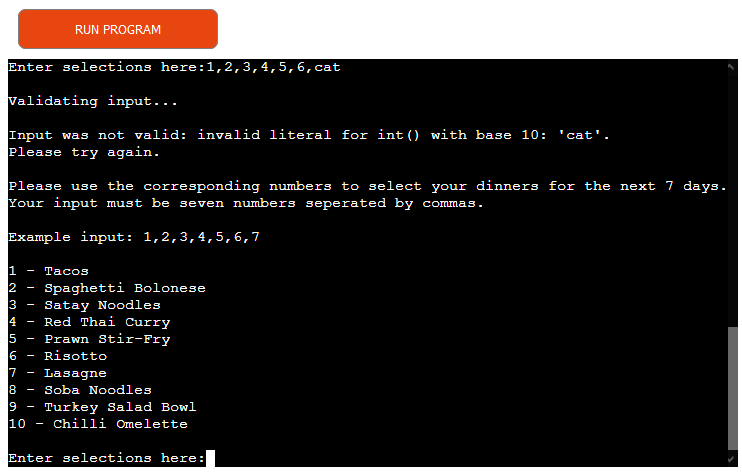 RUN PROGRAM
Enter selections here:1,2,3,4,5,6,cat
Validating input...
Input was not valid: invalid literal for int() with base 10: 'cat'.
Please try again.
Please use the corresponding numbers to select your dinners for the next 7 days.
Your input must be seven numbers seperated by commas.
Example input: 1,2,3,4,5,6,7
1 - Tacos
2 - Spaghetti Bolonese
3 - Satay Noodles
4 - Red Thai Curry
5 - Prawn Stir-Fry
6 - Risotto
7 - Lasagne
8 - Soba Noodles
9 - Turkey Salad Bowl
10 - Chilli Omelette
Enter selections here: